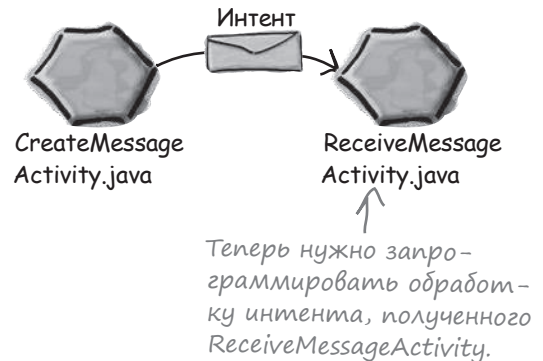 Интент
CreateMessage
Activity.java
ReceiveMessage
Activity.java
Теперь нужно запро-
граммировать обработ-
ку интента, полученного
ReceiveMessageActivity.